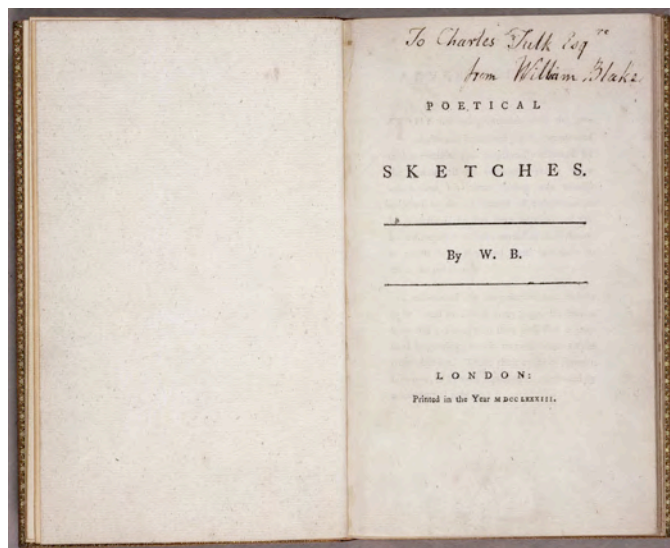 To Charles Tulk Esqre
from William Blake
POETICAL
SKETCHES.
By W. B.
LONDON:
Printed in the Year MDCCLXXXIII.